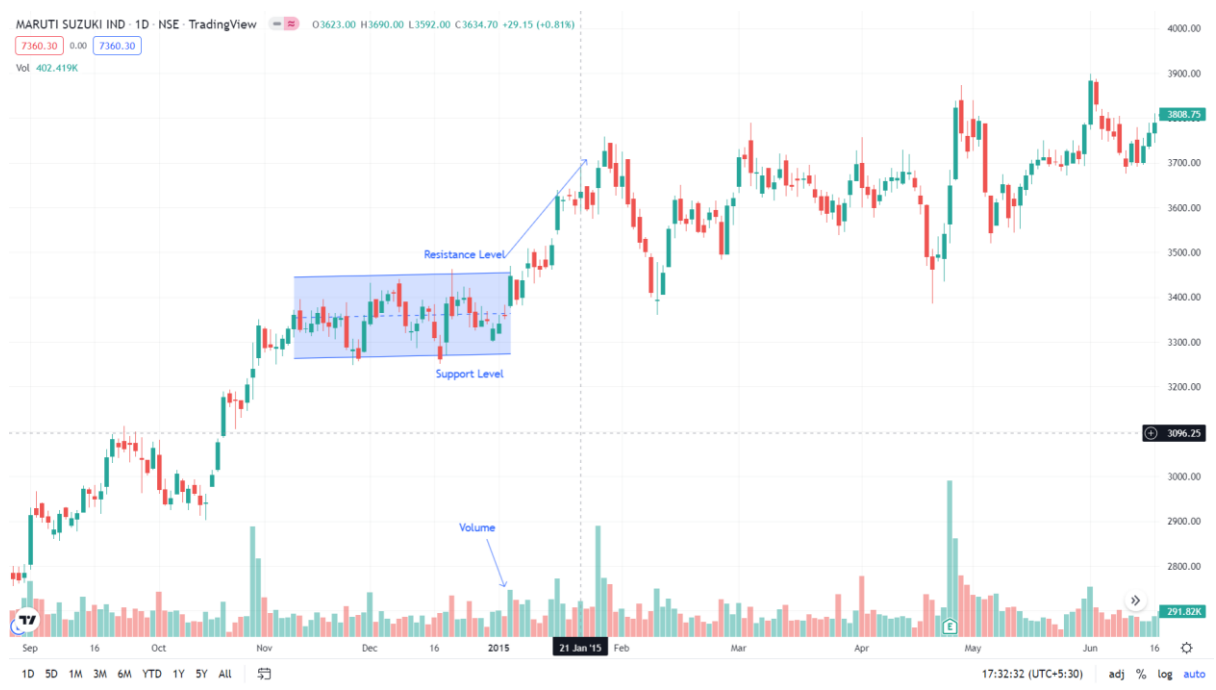 MARUTI SUZUKI IND · 1D · NSE · TradingView O3623.00 H3690.00 L3592.00 C3634.70 +29.15 (+0.81%)
7360.30 0.00 7360.30
Vol 402.419K
4000.00
3900.00
3808.75
3700.00
3600.00
3500.00
3400.00
3300.00
3200.00
3096.25
3000.00
2900.00
2800.00
291.82K
Resistance Level
Support Level
Volume
E
Sep 16 Oct Nov Dec 16 2015 21 Jan '15 Feb Mar Apr May Jun 16
1D 5D 1M 3M 6M YTD 1Y 5Y All 17:32:32 (UTC+5:30) adj % log auto